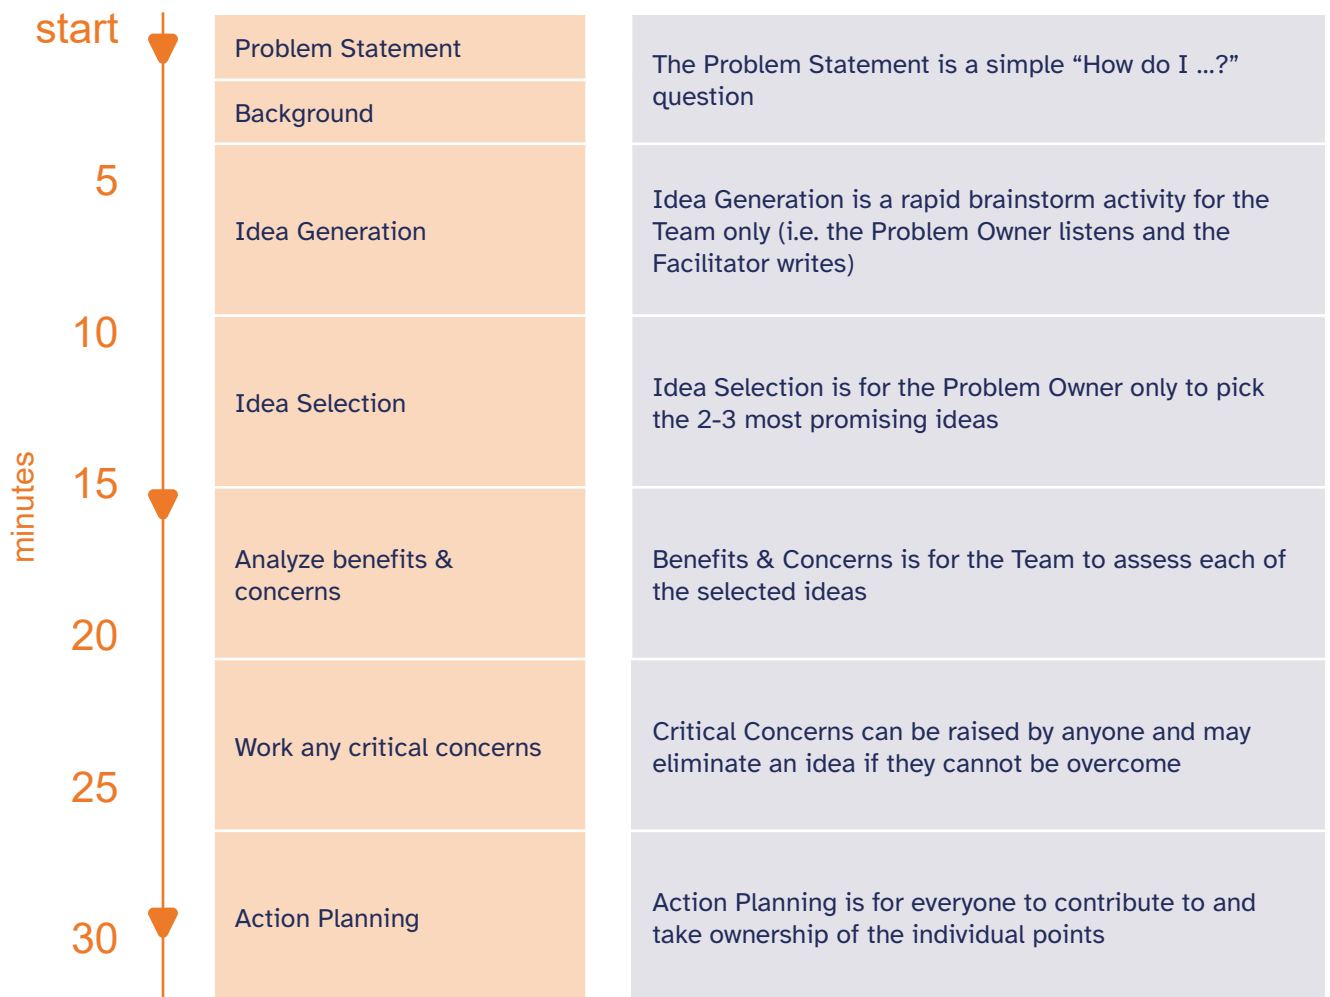 start
Problem Statement
The Problem Statement is a simple “How do I ...?”
question
Background
5
Idea Generation
Idea Generation is a rapid brainstorm activity for the
Team only (i.e. the Problem Owner listens and the
Facilitator writes)
10
Idea Selection
Idea Selection is for the Problem Owner only to pick
the 2-3 most promising ideas
minutes
15
Analyze benefits &
concerns
Benefits & Concerns is for the Team to assess each of
the selected ideas
20
Work any critical concerns
Critical Concerns can be raised by anyone and may
eliminate an idea if they cannot be overcome
25
Action Planning
Action Planning is for everyone to contribute to and
take ownership of the individual points
30